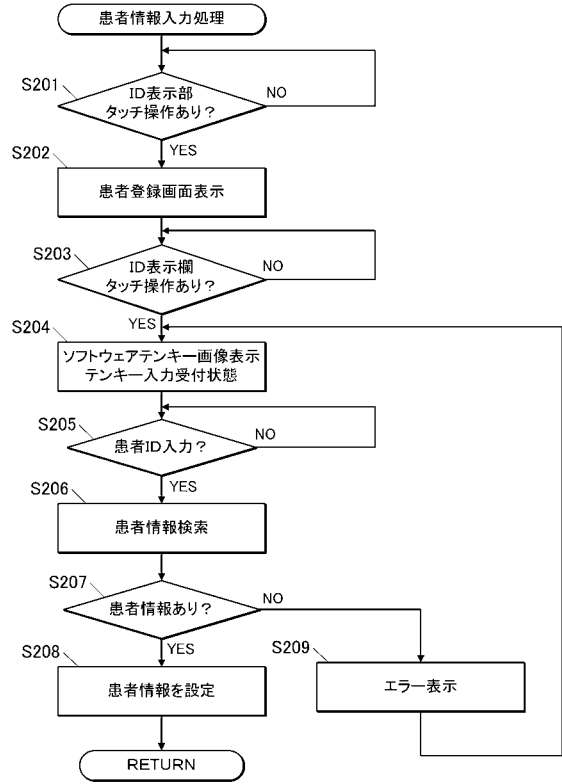 患者情報入力処理
S201
ID表示部
タッチ操作あり？
NO
YES
S202
患者登録画面表示
S203
ID表示欄
タッチ操作あり？
NO
YES
S204
ソフトウェアテンキー画像表示
テンキー入力受付状態
S205
患者ID入力？
NO
YES
S206
患者情報検索
S207
患者情報あり？
NO
YES
S208
患者情報を設定
S209
エラー表示
RETURN